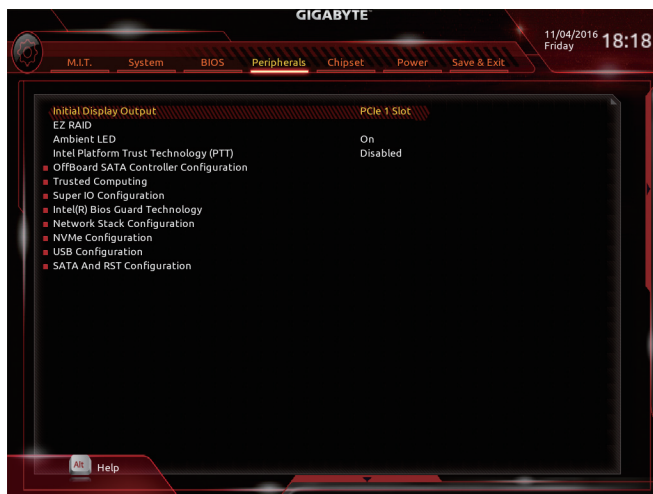 GIGABYTE™
11/04/2016 18:18
Friday
M.I.T. System BIOS Peripherals Chipset Power Save & Exit
Initial Display Output PCIe 1 Slot
EZ RAID
Ambient LED On
Intel Platform Trust Technology (PTT) Disabled
OffBoard SATA Controller Configuration
Trusted Computing
Super IO Configuration
Intel(R) Bios Guard Technology
Network Stack Configuration
NVMe Configuration
USB Configuration
SATA And RST Configuration
Alt Help